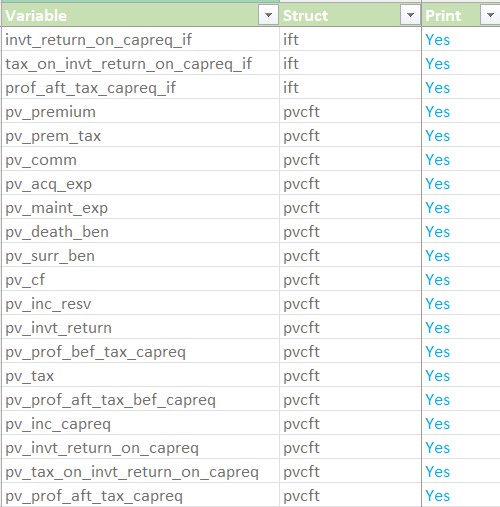 Variable Struct Print
invt_return_on_capreq_if ift Yes
tax_on_invt_return_on_capreq_if ift Yes
prof_aft_tax_capreq_if ift Yes
pv_premium pvcft Yes
pv_prem_tax pvcft Yes
pv_comm pvcft Yes
pv_acq_exp pvcft Yes
pv_maint_exp pvcft Yes
pv_death_ben pvcft Yes
pv_surr_ben pvcft Yes
pv_cf pvcft Yes
pv_inc_resv pvcft Yes
pv_invt_return pvcft Yes
pv_prof_bef_tax_capreq pvcft Yes
pv_tax pvcft Yes
pv_prof_aft_tax_bef_capreq pvcft Yes
pv_inc_capreq pvcft Yes
pv_invt_return_on_capreq pvcft Yes
pv_tax_on_invt_return_on_capreq pvcft Yes
pv_prof_aft_tax_capreq pvcft Yes